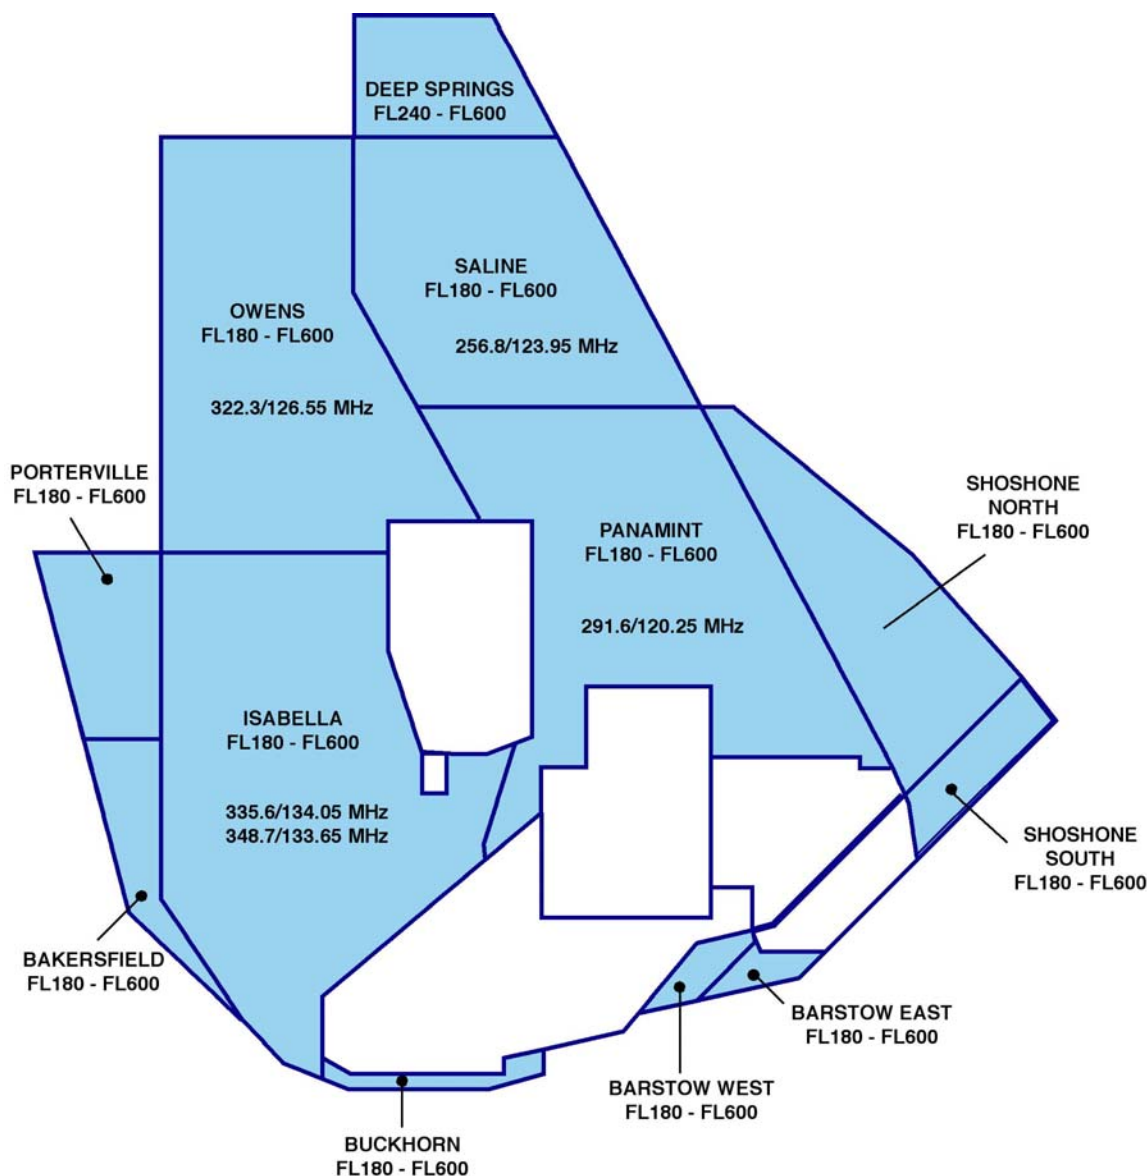 DEEP SPRINGS
FL240 - FL600
SALINE
FL180 - FL600
256.8/123.95 MHz
OWENS
FL180 - FL600
322.3/126.55 MHz
PORTERVILLE
FL180 - FL600
SHOSHONE
NORTH
FL180 - FL600
PANAMINT
FL180 - FL600
291.6/120.25 MHz
ISABELLA
FL180 - FL600
335.6/134.05 MHz
348.7/133.65 MHz
SHOSHONE
SOUTH
FL180 - FL600
BAKERSFIELD
FL180 - FL600
BARSTOW EAST
FL180 - FL600
BARSTOW WEST
FL180 - FL600
BUCKHORN
FL180 - FL600